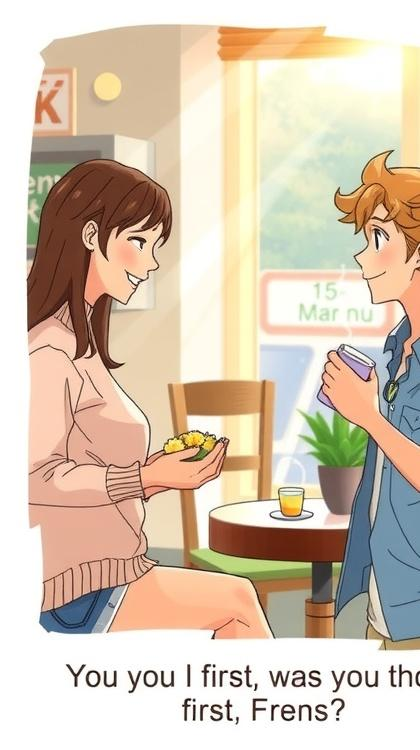 K
15-
Mar nu
You you I first, was you tho
first, Frens?